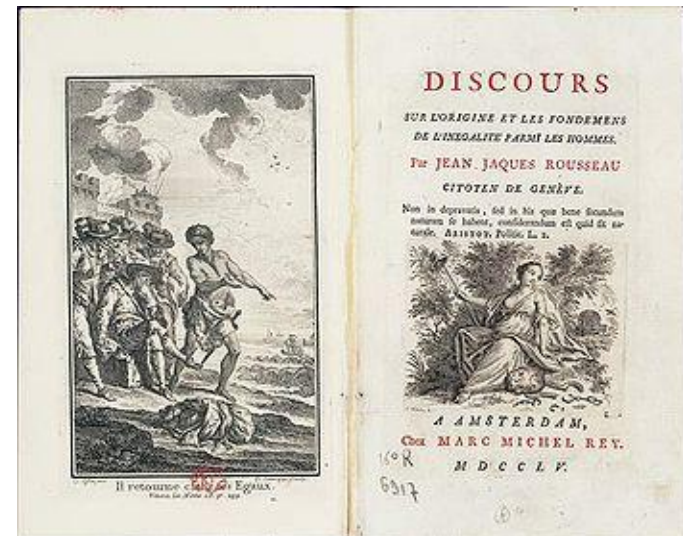 Il retourne chez ses Egaux.
DISCOURS
SUR L'ORIGINE ET LES FONDEMENS
DE L'INEGALITE PARMI LES HOMMES.
Par JEAN JAQUES ROUSSEAU
CITOYEN DE GENÈVE.
Non in depravatis, sed in his quæ bene secundum
naturam se habent, considerandum est quid sit na-
turale. ARISTOT. Politic. L. 2.
A AMSTERDAM,
Chez MARC MICHEL REY.
MDCCLV.